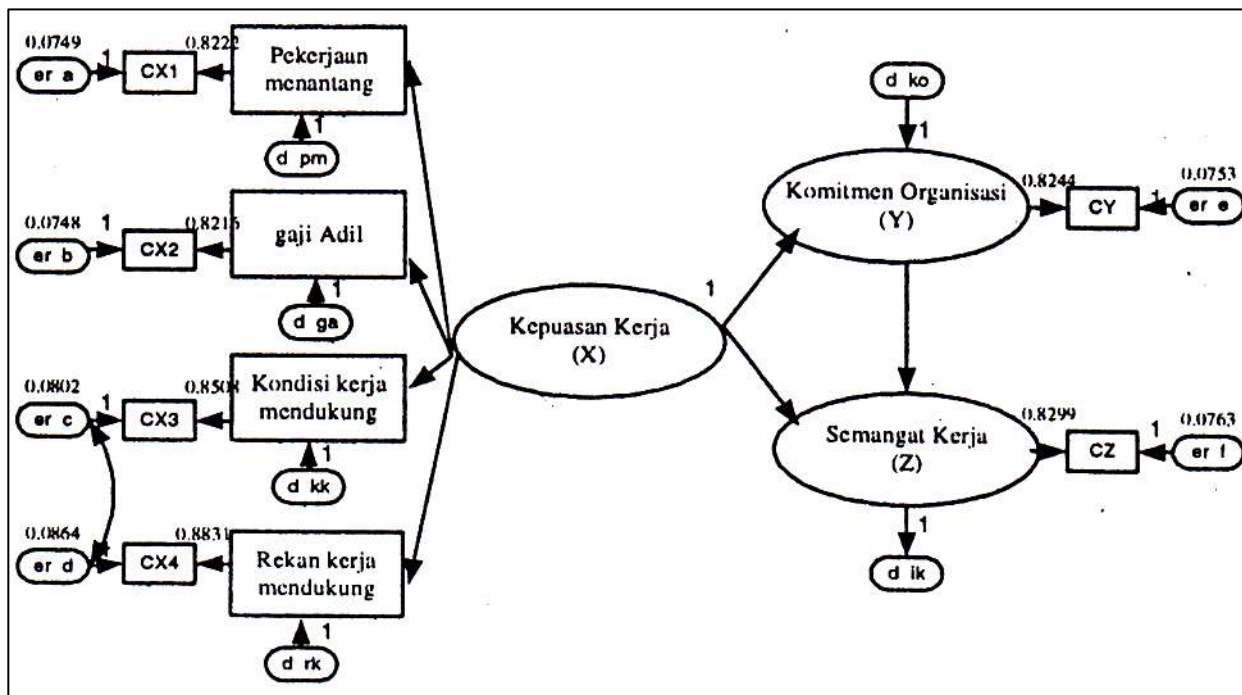 0.0749
1
0.8222
er a
CX1
Pekerjaan
menantang
1
d pm
0.0748
1
0.8215
er b
CX2
gaji Adil
1
d ga
0.0802
1
0.8508
er c
CX3
Kondisi kerja
mendukung
1
d kk
0.0864
0.8831
er d
CX4
Rekan kerja
mendukung
1
d rk
Kepuasan Kerja
(X)
1
d ko
1
Komitmen Organisasi
(Y)
0.8244
CY
1
0.0753
er e
Semangat Kerja
(Z)
0.8299
CZ
1
0.0763
er f
1
d ik